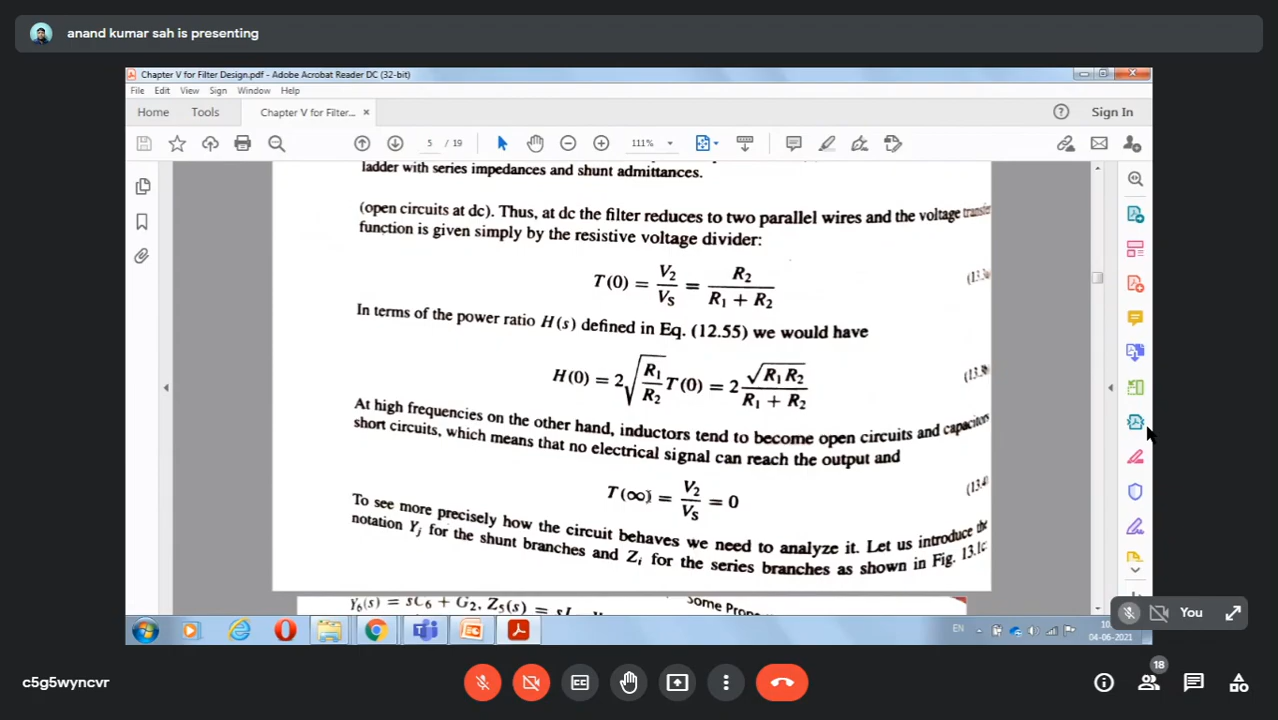 anand kumar sah is presenting
Chapter V for Filter Design.pdf - Adobe Acrobat Reader DC (32-bit)
File Edit View Sign Window Help
Home Tools Chapter V for Filter... × Sign In
5 / 19 111%
ladder with series impedances and shunt admittances.
(open circuits at dc). Thus, at dc the filter reduces to two parallel wires and the voltage transfer
function is given simply by the resistive voltage divider:
T(0) = V₂/V_S = R₂/(R₁ + R₂)
In terms of the power ratio H(s) defined in Eq. (12.55) we would have
H(0) = 2√(R₁/R₂) T(0) = 2 √(R₁ R₂)/(R₁ + R₂)
At high frequencies on the other hand, inductors tend to become open circuits and capacitors
short circuits, which means that no electrical signal can reach the output and
T(∞) = V₂/V_S = 0 (13.4)
To see more precisely how the circuit behaves we need to analyze it. Let us introduce the
notation Yⱼ for the shunt branches and Zᵢ for the series branches as shown in Fig. 13.1c
Y₆(s) = sC₆ + G₂, Z₅(s) = Some
You
EN
04-06-2021
c5g5wyncvr CC 18